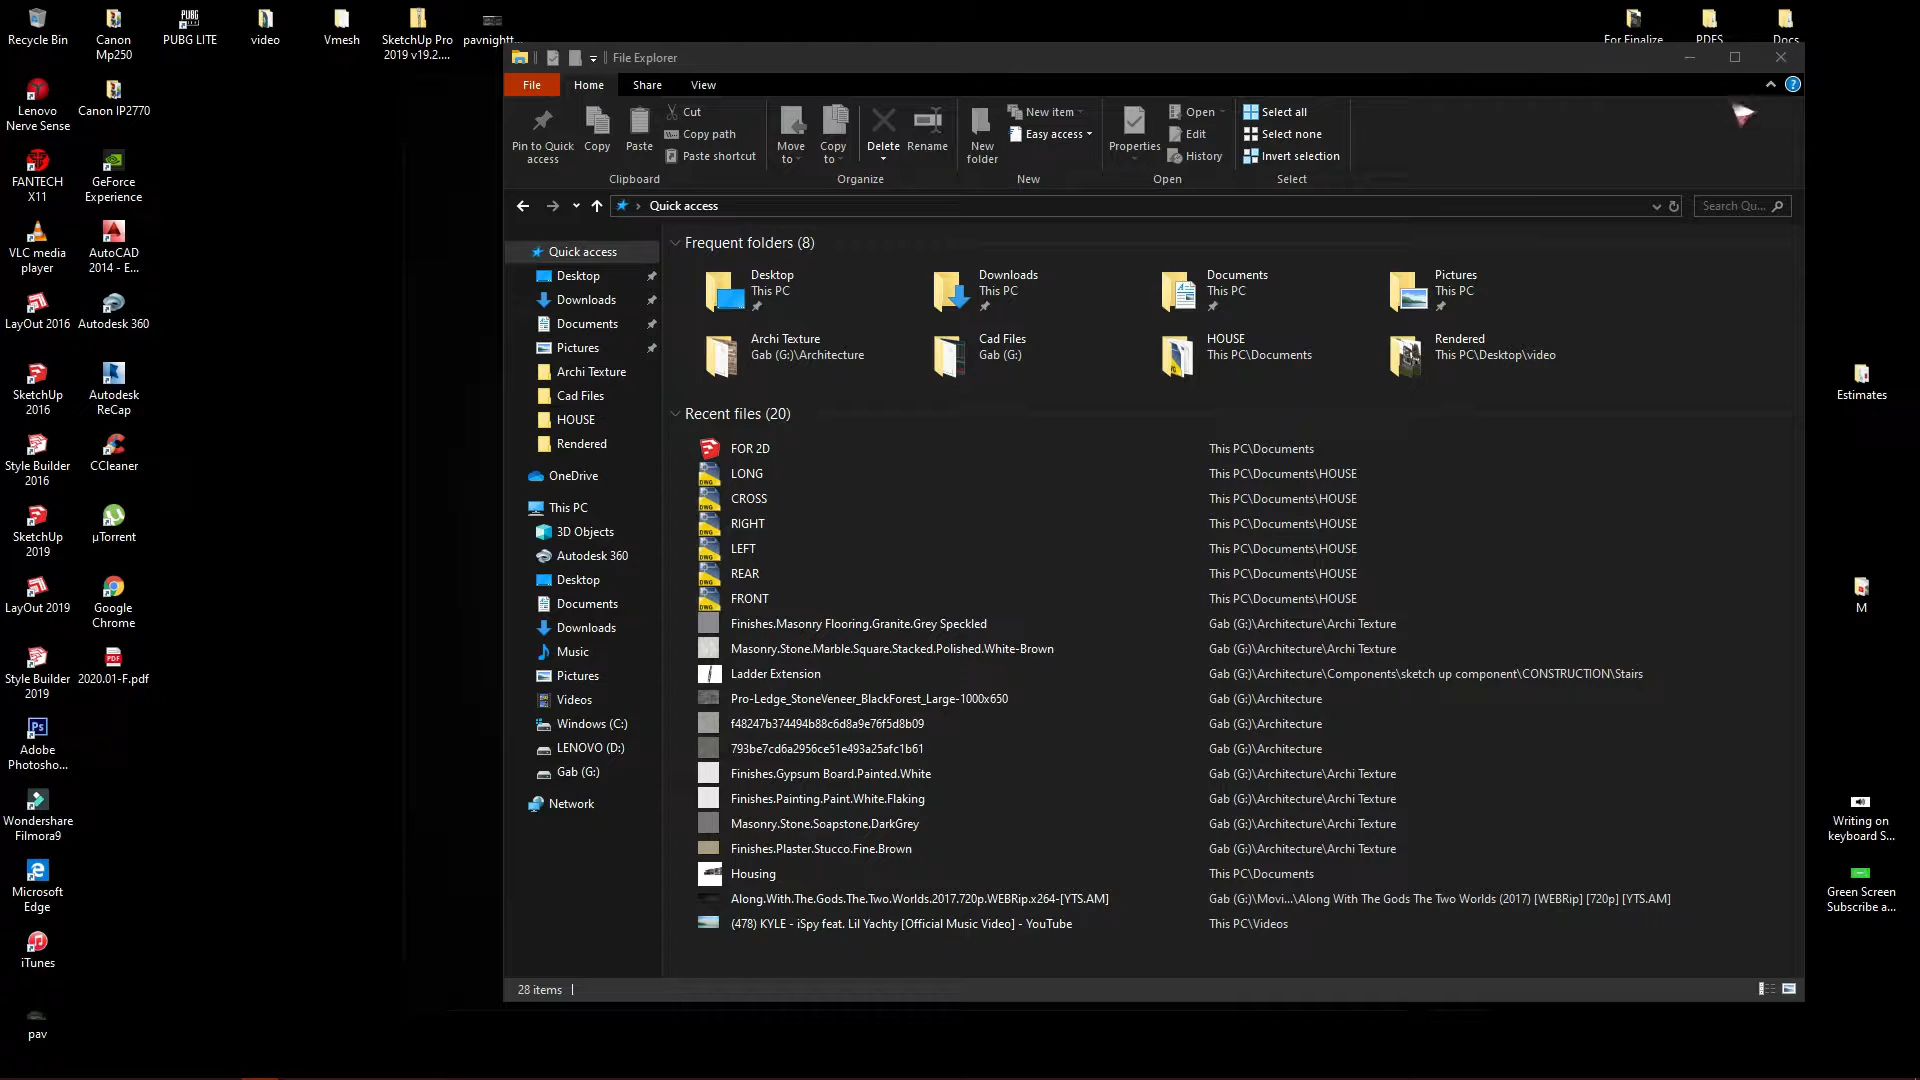 Recycle Bin
Canon
Mp250
PUBG LITE
video
Vmesh
SketchUp Pro
2019 v19.2....
pavnightt...
For Finalize
PDFS
Docs
Lenovo
Nerve Sense
Canon IP2770
FANTECH
X11
GeForce
Experience
VLC media
player
AutoCAD
2014 - E...
LayOut 2016
Autodesk 360
SketchUp
2016
Autodesk
ReCap
Style Builder
2016
CCleaner
SketchUp
2019
µTorrent
LayOut 2019
Google
Chrome
Style Builder
2019
PDF
2020.01-F.pdf
Ps
Adobe
Photosho...
Wondershare
Filmora9
Microsoft
Edge
iTunes
pav
File Explorer
File
Home
Share
View
Pin to Quick
access
Copy
Paste
Cut
Copy path
Paste shortcut
Clipboard
Move
to
Copy
to
Delete
Rename
Organize
New
folder
New item
Easy access
New
Properties
Open
Edit
History
Open
Select all
Select none
Invert selection
Select
Quick access
Search Qu...
Quick access
Desktop
Downloads
Documents
Pictures
Archi Texture
Cad Files
HOUSE
Rendered
OneDrive
This PC
3D Objects
Autodesk 360
Desktop
Documents
Downloads
Music
Pictures
Videos
Windows (C:)
LENOVO (D:)
Gab (G:)
Network
Frequent folders (8)
Desktop
This PC
Downloads
This PC
Documents
This PC
Pictures
This PC
Archi Texture
Gab (G:)\Architecture
Cad Files
Gab (G:)
HOUSE
This PC\Documents
Rendered
This PC\Desktop\video
Recent files (20)
FOR 2D This PC\Documents
LONG This PC\Documents\HOUSE
CROSS This PC\Documents\HOUSE
RIGHT This PC\Documents\HOUSE
LEFT This PC\Documents\HOUSE
REAR This PC\Documents\HOUSE
FRONT This PC\Documents\HOUSE
Finishes.Masonry Flooring.Granite.Grey Speckled Gab (G:)\Architecture\Archi Texture
Masonry.Stone.Marble.Square.Stacked.Polished.White-Brown Gab (G:)\Architecture\Archi Texture
Ladder Extension Gab (G:)\Architecture\Components\sketch up component\CONSTRUCTION\Stairs
Pro-Ledge_StoneVeneer_BlackForest_Large-1000x650 Gab (G:)\Architecture
f48247b374494b88c6d8a9e76f5d8b09 Gab (G:)\Architecture
793be7cd6a2956ce51e493a25afc1b61 Gab (G:)\Architecture
Finishes.Gypsum Board.Painted.White Gab (G:)\Architecture\Archi Texture
Finishes.Painting.Paint.White.Flaking Gab (G:)\Architecture\Archi Texture
Masonry.Stone.Soapstone.DarkGrey Gab (G:)\Architecture\Archi Texture
Finishes.Plaster.Stucco.Fine.Brown Gab (G:)\Architecture\Archi Texture
Housing This PC\Documents
Along.With.The.Gods.The.Two.Worlds.2017.720p.WEBRip.x264-[YTS.AM] Gab (G:)\Movi...\Along With The Gods The Two Worlds (2017) [WEBRip] [720p] [YTS.AM]
(478) KYLE - iSpy feat. Lil Yachty [Official Music Video] - YouTube This PC\Videos
28 items
Estimates
M
Writing on
keyboard S...
Green Screen
Subscribe a...